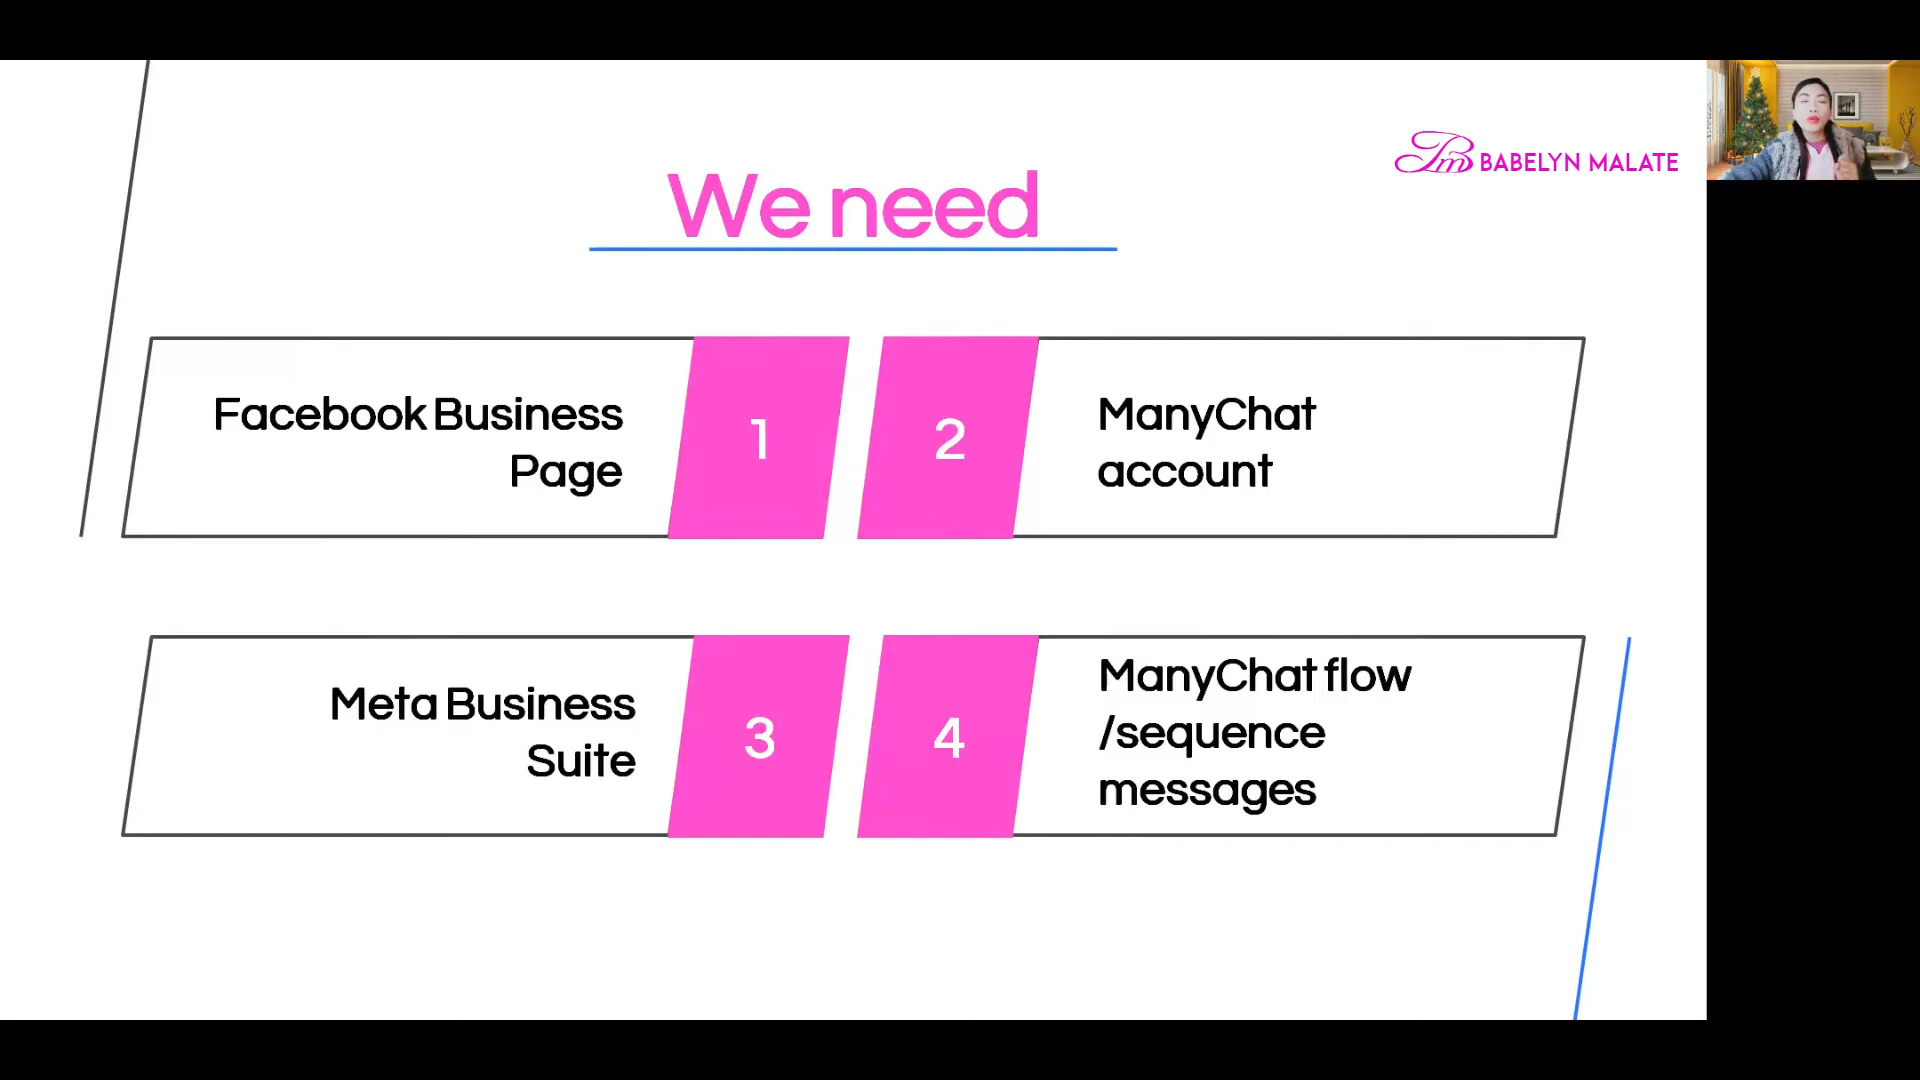 BABELYN MALATE
We need
Facebook Business
Page
1
2
ManyChat
account
Meta Business
Suite
3
4
ManyChat flow
/sequence
messages